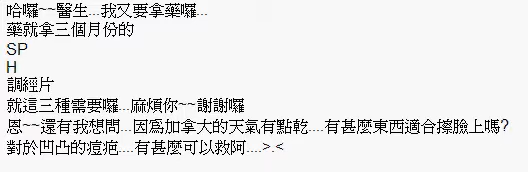 哈囉~~醫生...我又要拿藥囉...
藥就拿三個月份的
SP
H
調經片
就這三種需要囉...麻煩你~~謝謝囉
恩~~還有我想問...因為加拿大的天氣有點乾....有甚麼東西適合擦臉上嗎?
對於凹凸的痘疤....有甚麼可以救阿....>.<